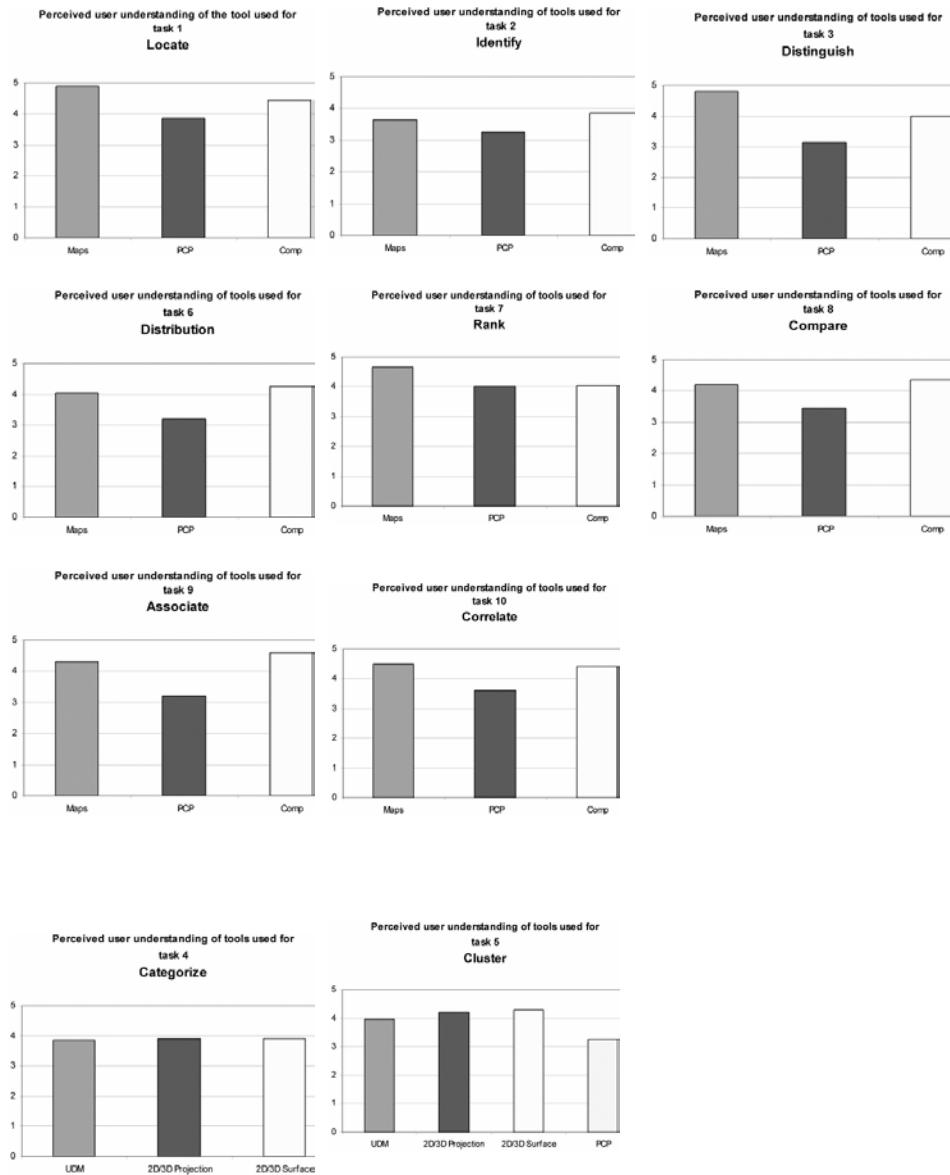 Perceived user understanding of the tool used for
task 1
Locate
5
4
3
2
1
0
Maps PCP Comp
Perceived user understanding of tools used for
task 2
Identify
5
4
3
2
1
0
Maps PCP Comp
Perceived user understanding of tools used for
task 3
Distinguish
5
4
3
2
1
0
Maps PCP Comp
Perceived user understanding of tools used for
task 6
Distribution
5
4
3
2
1
0
Maps PCP Comp
Perceived user understanding of tools used for
task 7
Rank
5
4
3
2
1
0
Maps PCP Comp
Perceived user understanding of tools used for
task 8
Compare
5
4
3
2
1
0
Maps PCP Comp
Perceived user understanding of tools used for
task 9
Associate
5
4
3
2
1
0
Maps PCP Comp
Perceived user understanding of tools used for
task 10
Correlate
5
4
3
2
1
0
Maps PCP Comp
Perceived user understanding of tools used for
task 4
Categorize
5
4
3
2
1
0
UDM 2D/3D Projection 2D/3D Surface
Perceived user understanding of tools used for
task 5
Cluster
5
4
3
2
1
0
UDM 2D/3D Projection 2D/3D Surface PCP